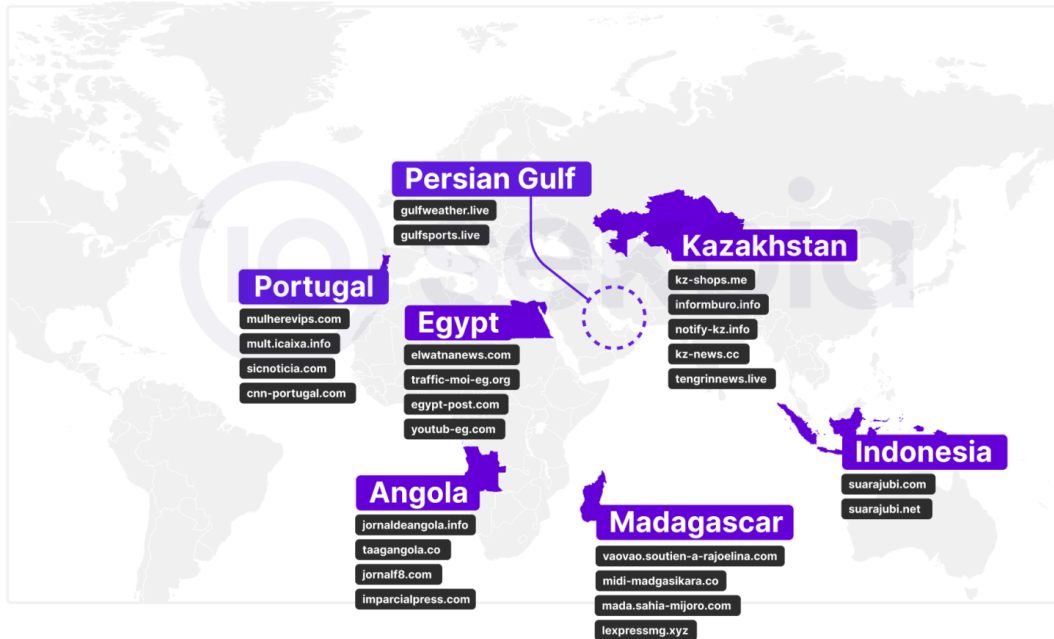 Persian Gulf
gulfweather.live
gulfsports.live
Kazakhstan
kz-shops.me
informburo.info
notify-kz.info
kz-news.cc
tengrinnews.live
Portugal
mulherevips.com
mult.icaixa.info
sicnoticia.com
cnn-portugal.com
Egypt
elwatnanews.com
traffic-moi-eg.org
egypt-post.com
youtub-eg.com
Indonesia
suarajubi.com
suarajubi.net
Angola
jornaldeangola.info
taagangola.co
jornalf8.com
imparcialpress.com
Madagascar
vaovao.soutien-a-rajoelina.com
midi-madgasikara.co
mada.sahia-mijoro.com
lexpressmg.xyz
sekoia